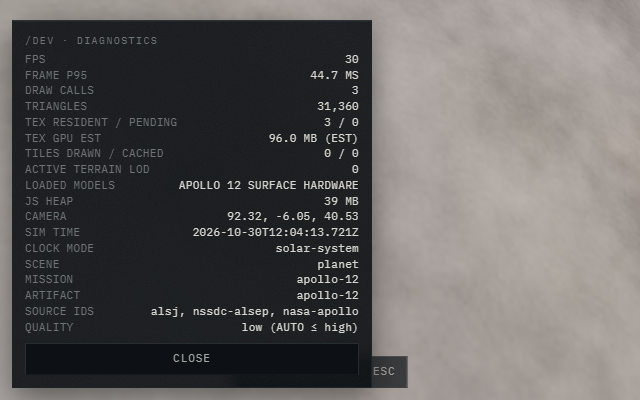 /DEV · DIAGNOSTICS
FPS 30
FRAME P95 44.7 MS
DRAW CALLS 3
TRIANGLES 31,360
TEX RESIDENT / PENDING 3 / 0
TEX GPU EST 96.0 MB (EST)
TILES DRAWN / CACHED 0 / 0
ACTIVE TERRAIN LOD 0
LOADED MODELS APOLLO 12 SURFACE HARDWARE
JS HEAP 39 MB
CAMERA 92.32, -6.05, 40.53
SIM TIME 2026-10-30T12:04:13.721Z
CLOCK MODE solar-system
SCENE planet
MISSION apollo-12
ARTIFACT apollo-12
SOURCE IDS alsj, nssdc-alsep, nasa-apollo
QUALITY low (AUTO ≤ high)
CLOSE
ESC